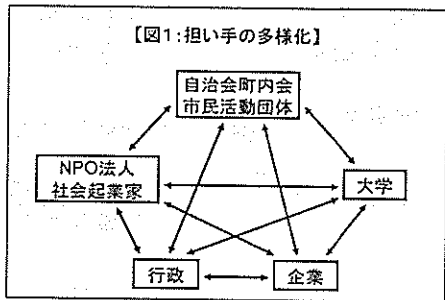 【図1:担い手の多様化】
自治会町内会
市民活動団体
NPO法人
社会起業家
大学
行政
企業